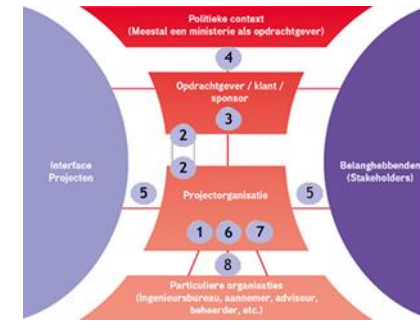 Politieke context
(Meestal een ministerie als opdrachtgever)
4
Opdrachtgever / klant /
sponsor
3
2
2
Interface
Projecten
Belanghebbenden
(Stakeholders)
5
Projectorganisatie
5
1 6 7
8
Particuliere organisaties
(Ingenieursbureau, aannemer, adviseur,
beheerder, etc.)